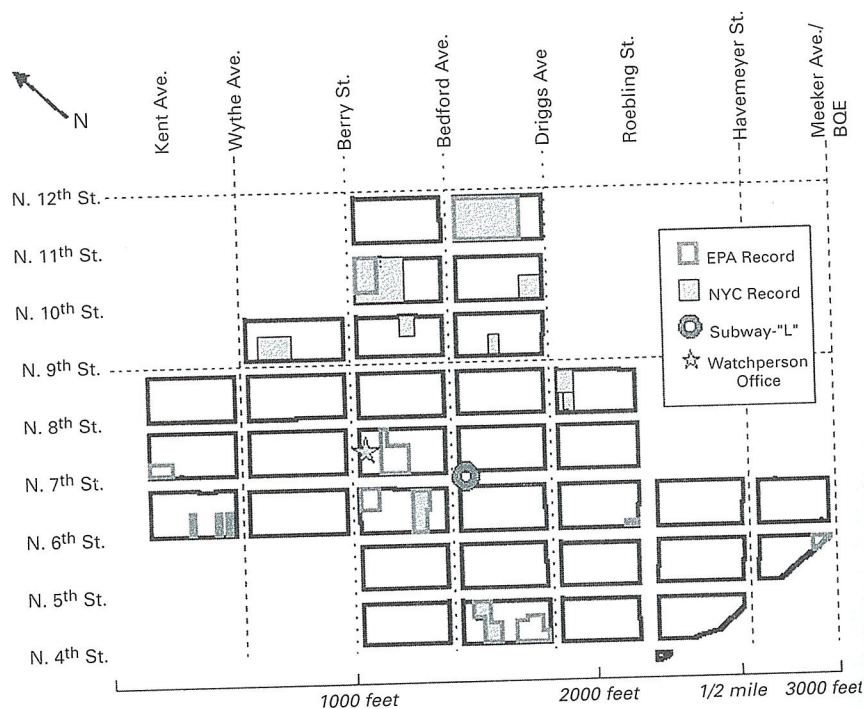 N
Kent Ave.
Wythe Ave.
Berry St.
Bedford Ave.
Driggs Ave
Roebling St.
Havemeyer St.
Meeker Ave./
BQE
N. 12th St.
N. 11th St.
N. 10th St.
N. 9th St.
N. 8th St.
N. 7th St.
N. 6th St.
N. 5th St.
N. 4th St.
EPA Record
NYC Record
Subway-"L"
Watchperson
Office
1000 feet
2000 feet
1/2 mile
3000 feet